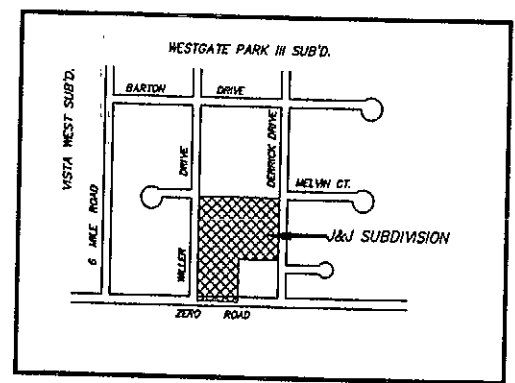 WESTGATE PARK III SUB'D.
BARTON DRIVE
VISTA WEST SUB'D.
6 MILE ROAD
DRIVE
DERRICK DRIVE
MELVIN CT.
J&J SUBDIVISION
ZERO ROAD